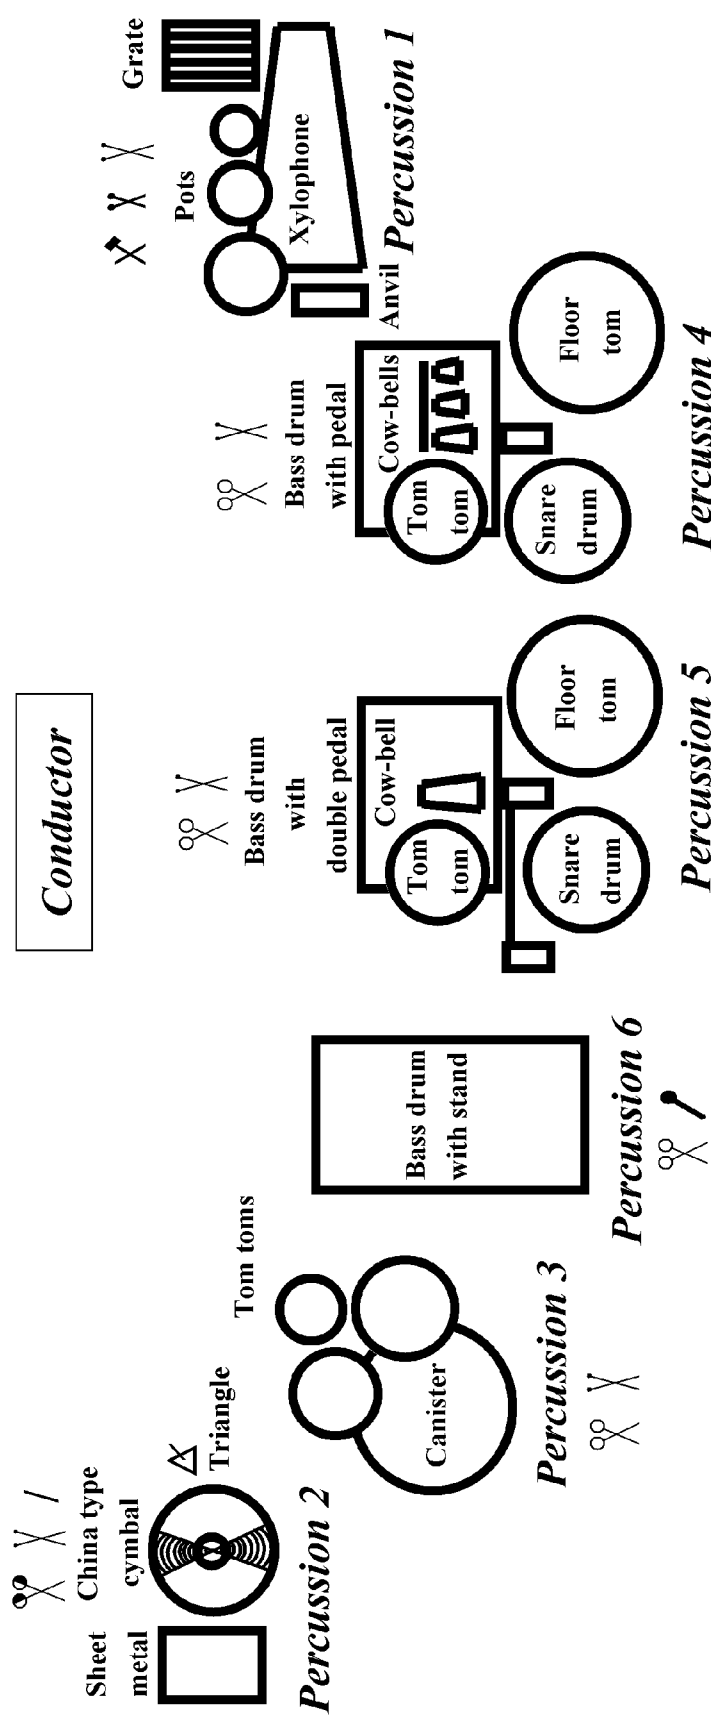 Conductor
Sheet
metal
China type
cymbal
Triangle
Percussion 2
Tom toms
Canister
Percussion 3
Bass drum
with stand
Percussion 6
Bass drum
with
double pedal
Cow-bell
Tom
tom
Snare
drum
Floor
tom
Percussion 5
Bass drum
with pedal
Cow-bells
Tom
tom
Snare
drum
Floor
tom
Percussion 4
Grate
Pots
Xylophone
Anvil
Percussion 1